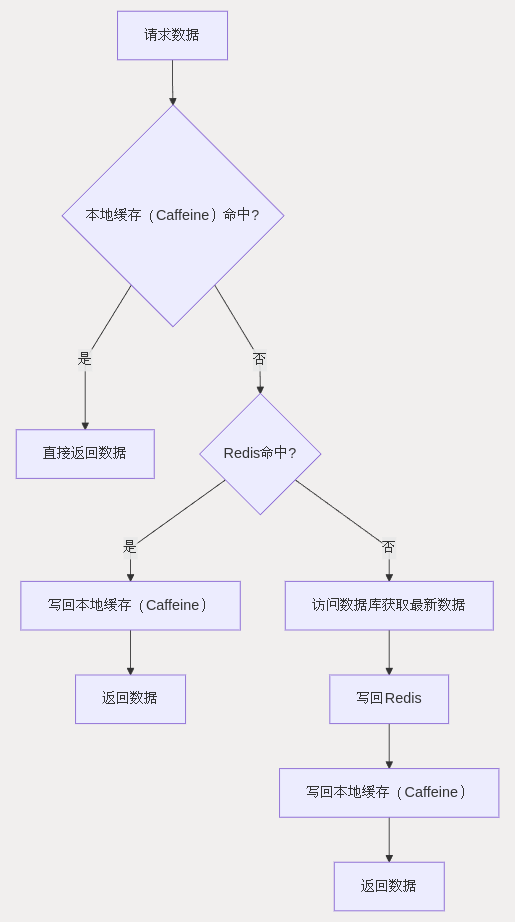 请求数据
本地缓存（Caffeine）命中?
是
否
直接返回数据
Redis命中?
是
否
写回本地缓存（Caffeine）
访问数据库获取最新数据
返回数据
写回Redis
写回本地缓存（Caffeine）
返回数据